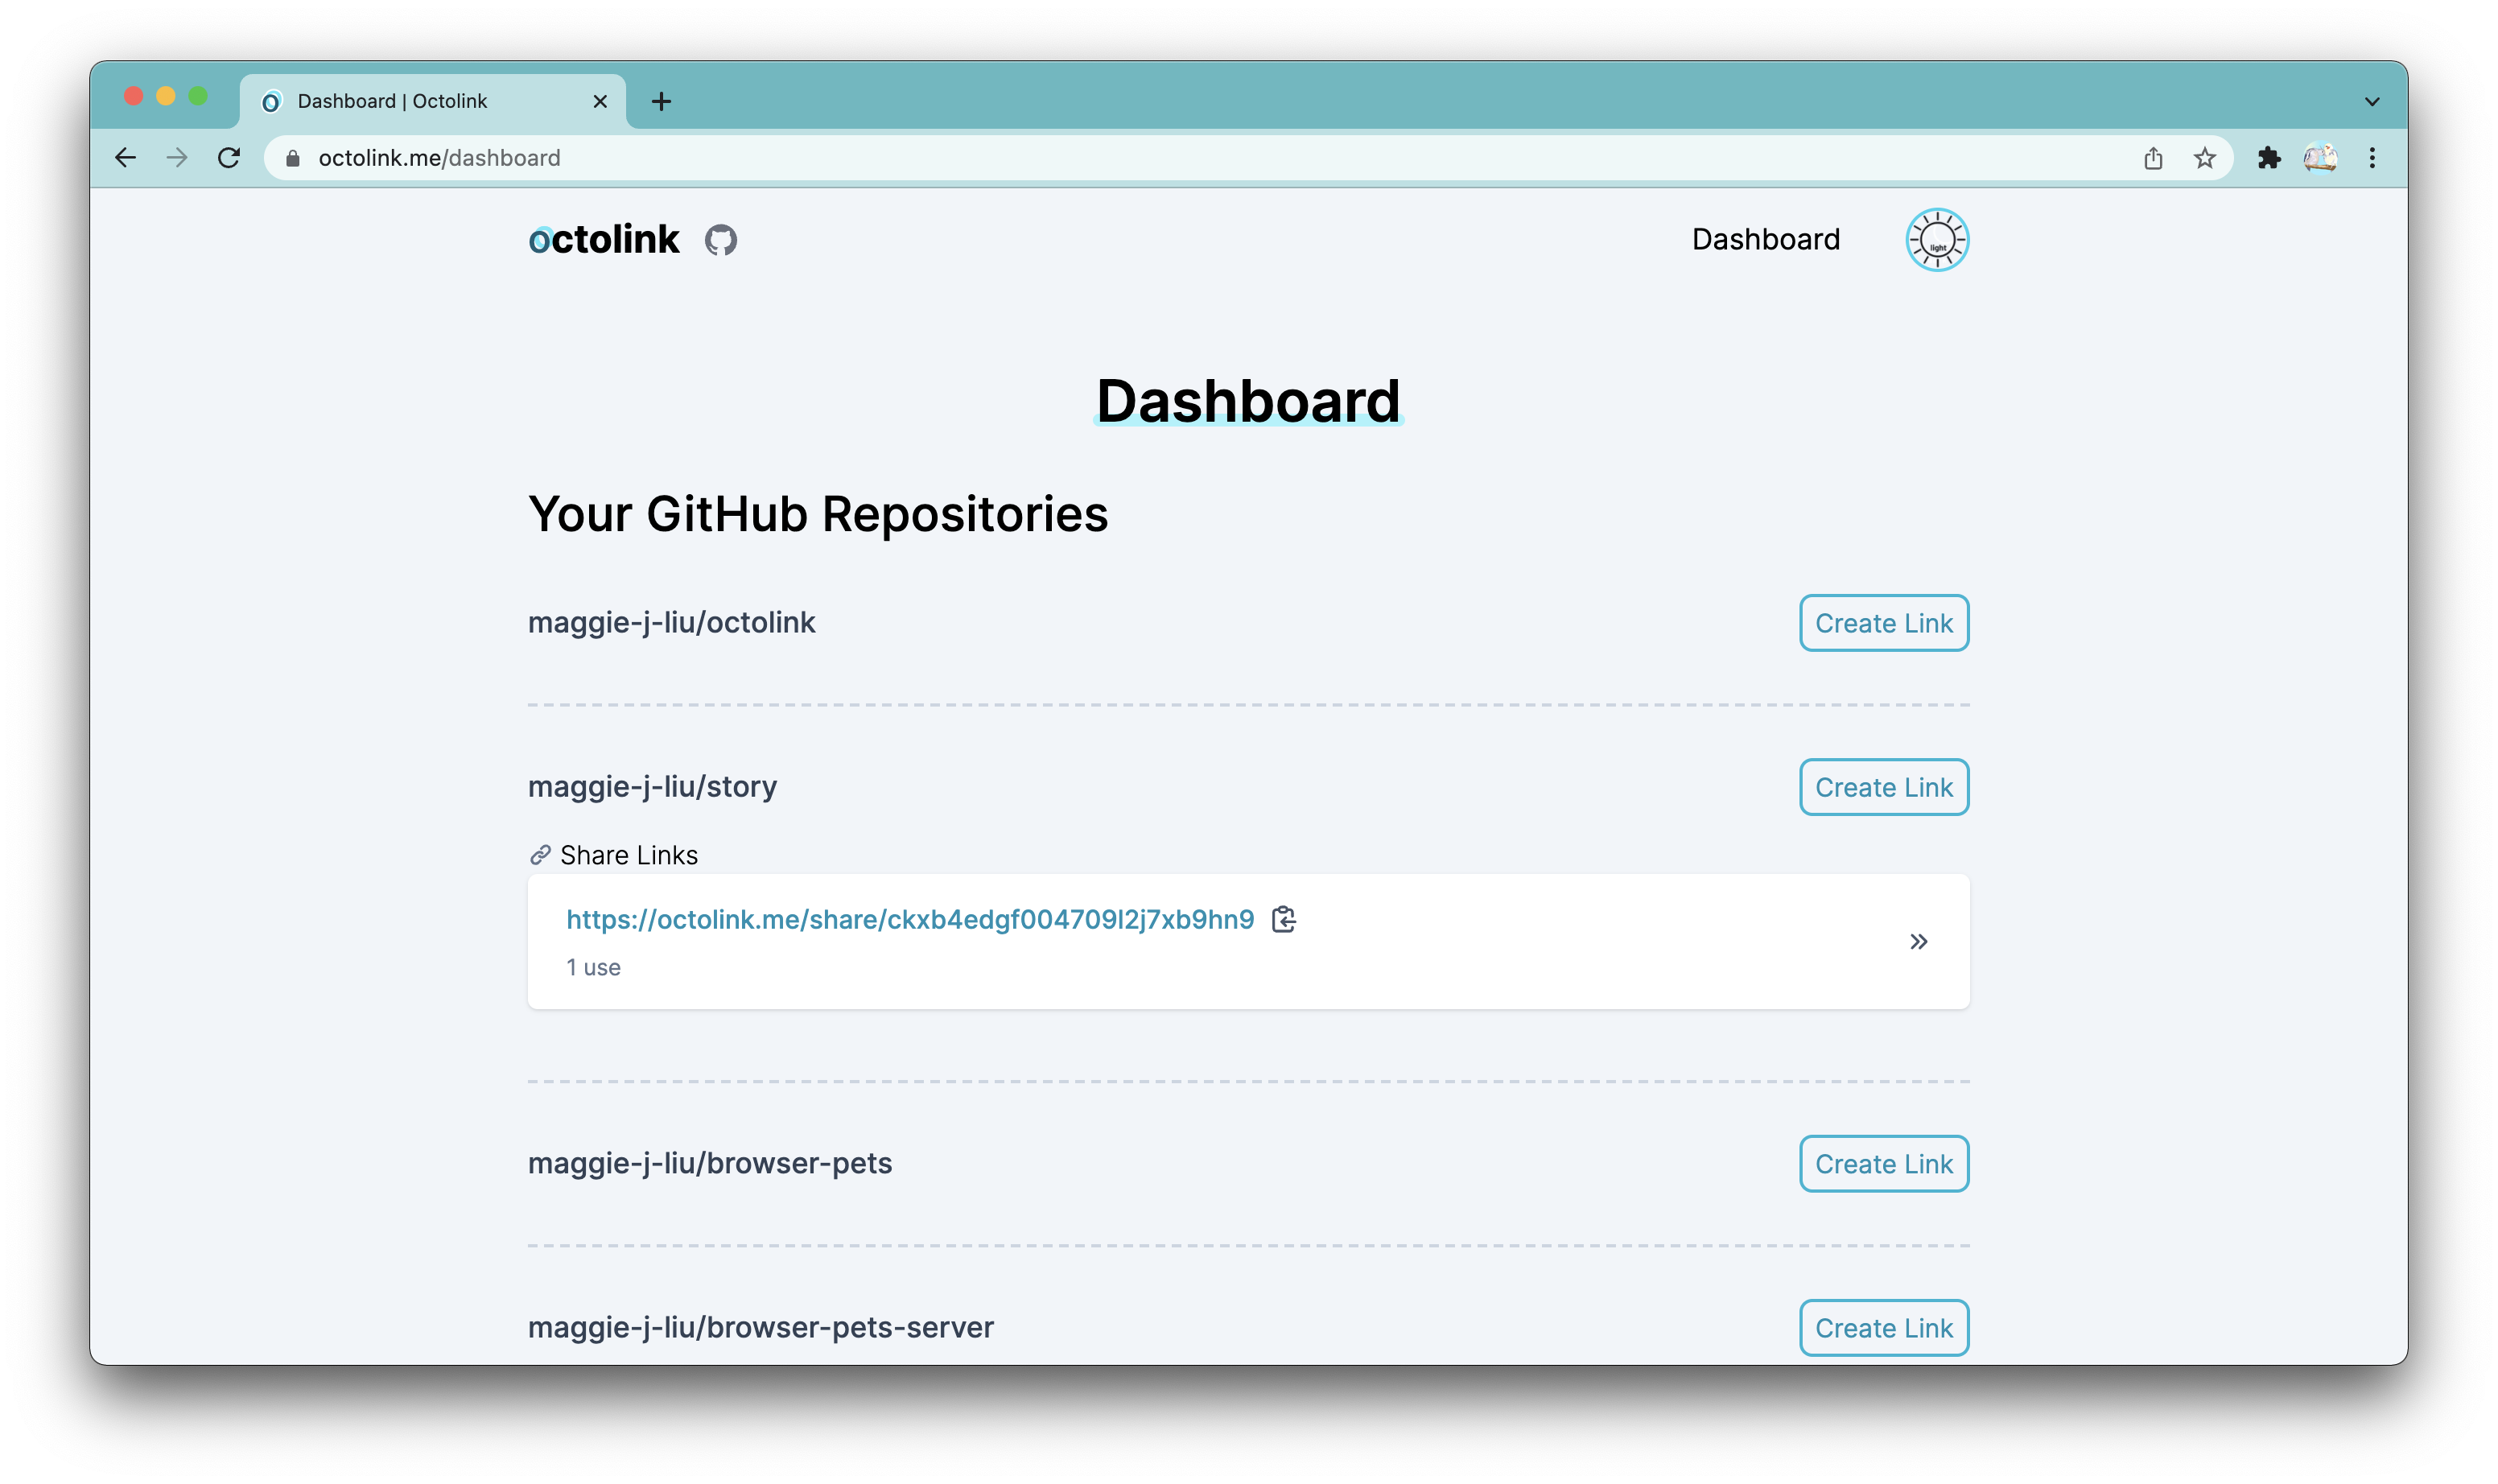 Dashboard | Octolink
octolink.me/dashboard
octolink
Dashboard
light
Dashboard
Your GitHub Repositories
maggie-j-liu/octolink
Create Link
maggie-j-liu/story
Create Link
Share Links
https://octolink.me/share/ckxb4edgf004709l2j7xb9hn9
1 use
maggie-j-liu/browser-pets
Create Link
maggie-j-liu/browser-pets-server
Create Link